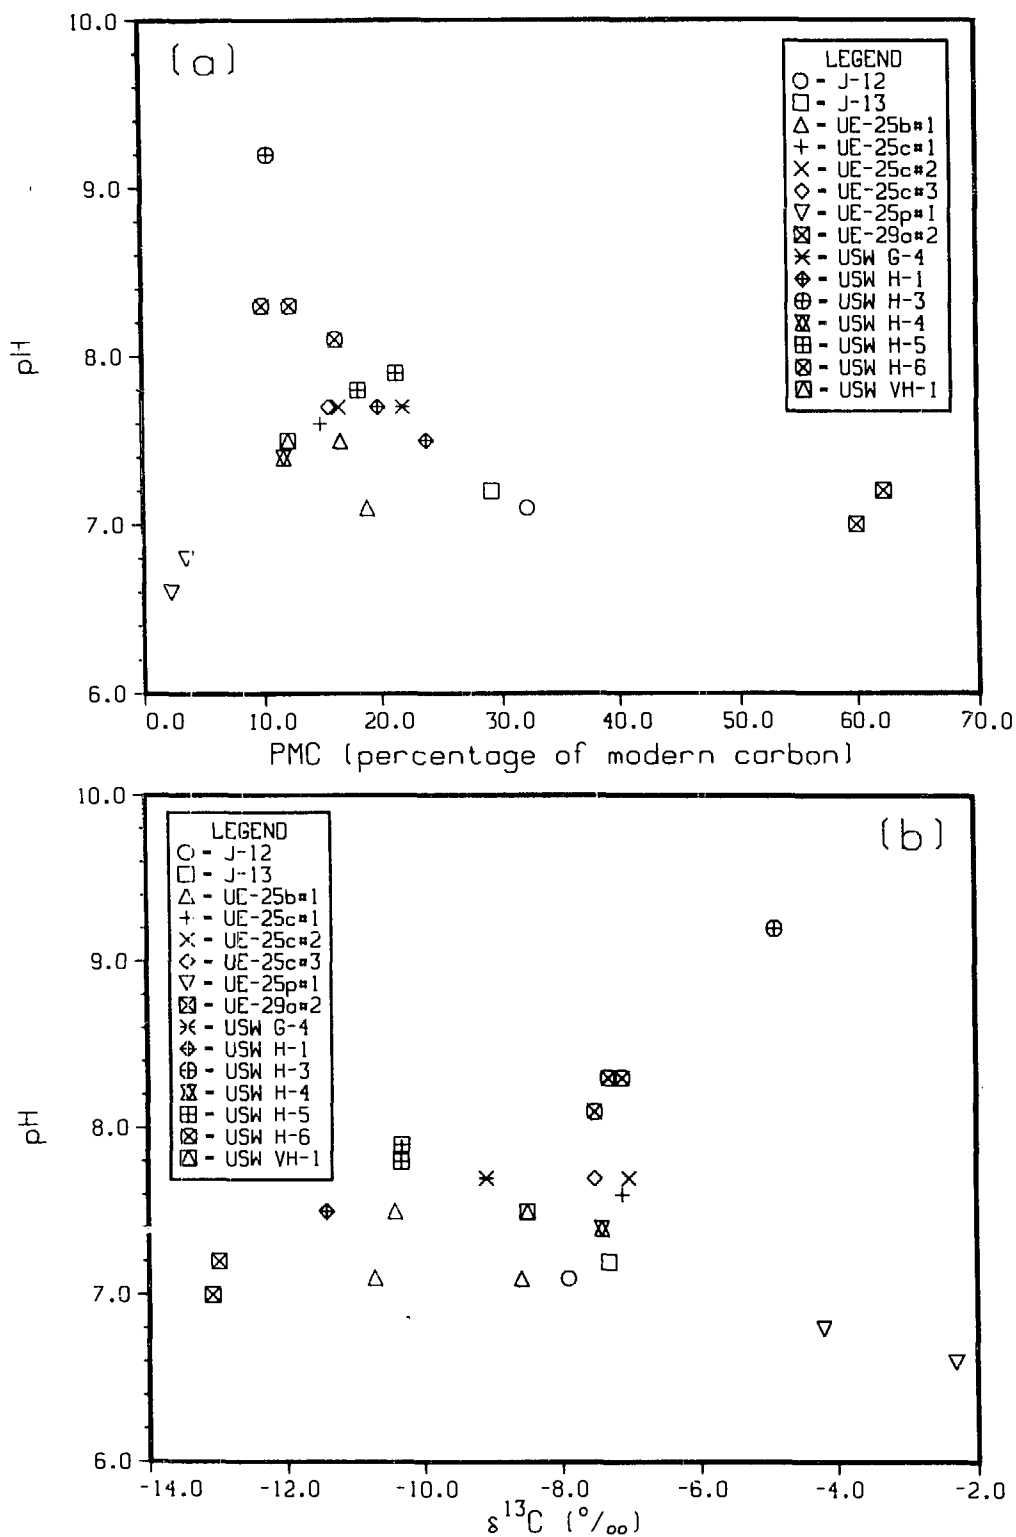 10.0
(a)
LEGEND
○ - J-12
□ - J-13
△ - UE-25b#1
+ - UE-25c#1
× - UE-25c#2
◇ - UE-25c#3
▽ - UE-25p#1
⊠ - UE-29a#2
✳ - USW G-4
- USW H-1
⊕ - USW H-3
- USW H-4
⊞ - USW H-5
⊗ - USW H-6
- USW VH-1
9.0
8.0
pH
7.0
6.0
0.0 10.0 20.0 30.0 40.0 50.0 60.0 70.0
PMC (percentage of modern carbon)
10.0
(b)
LEGEND
○ - J-12
□ - J-13
△ - UE-25b#1
+ - UE-25c#1
× - UE-25c#2
◇ - UE-25c#3
▽ - UE-25p#1
⊠ - UE-29a#2
✳ - USW G-4
- USW H-1
⊕ - USW H-3
- USW H-4
⊞ - USW H-5
⊗ - USW H-6
- USW VH-1
9.0
pH
8.0
7.0
6.0
-14.0 -12.0 -10.0 -8.0 -6.0 -4.0 -2.0
δ¹³C (°/₀₀)